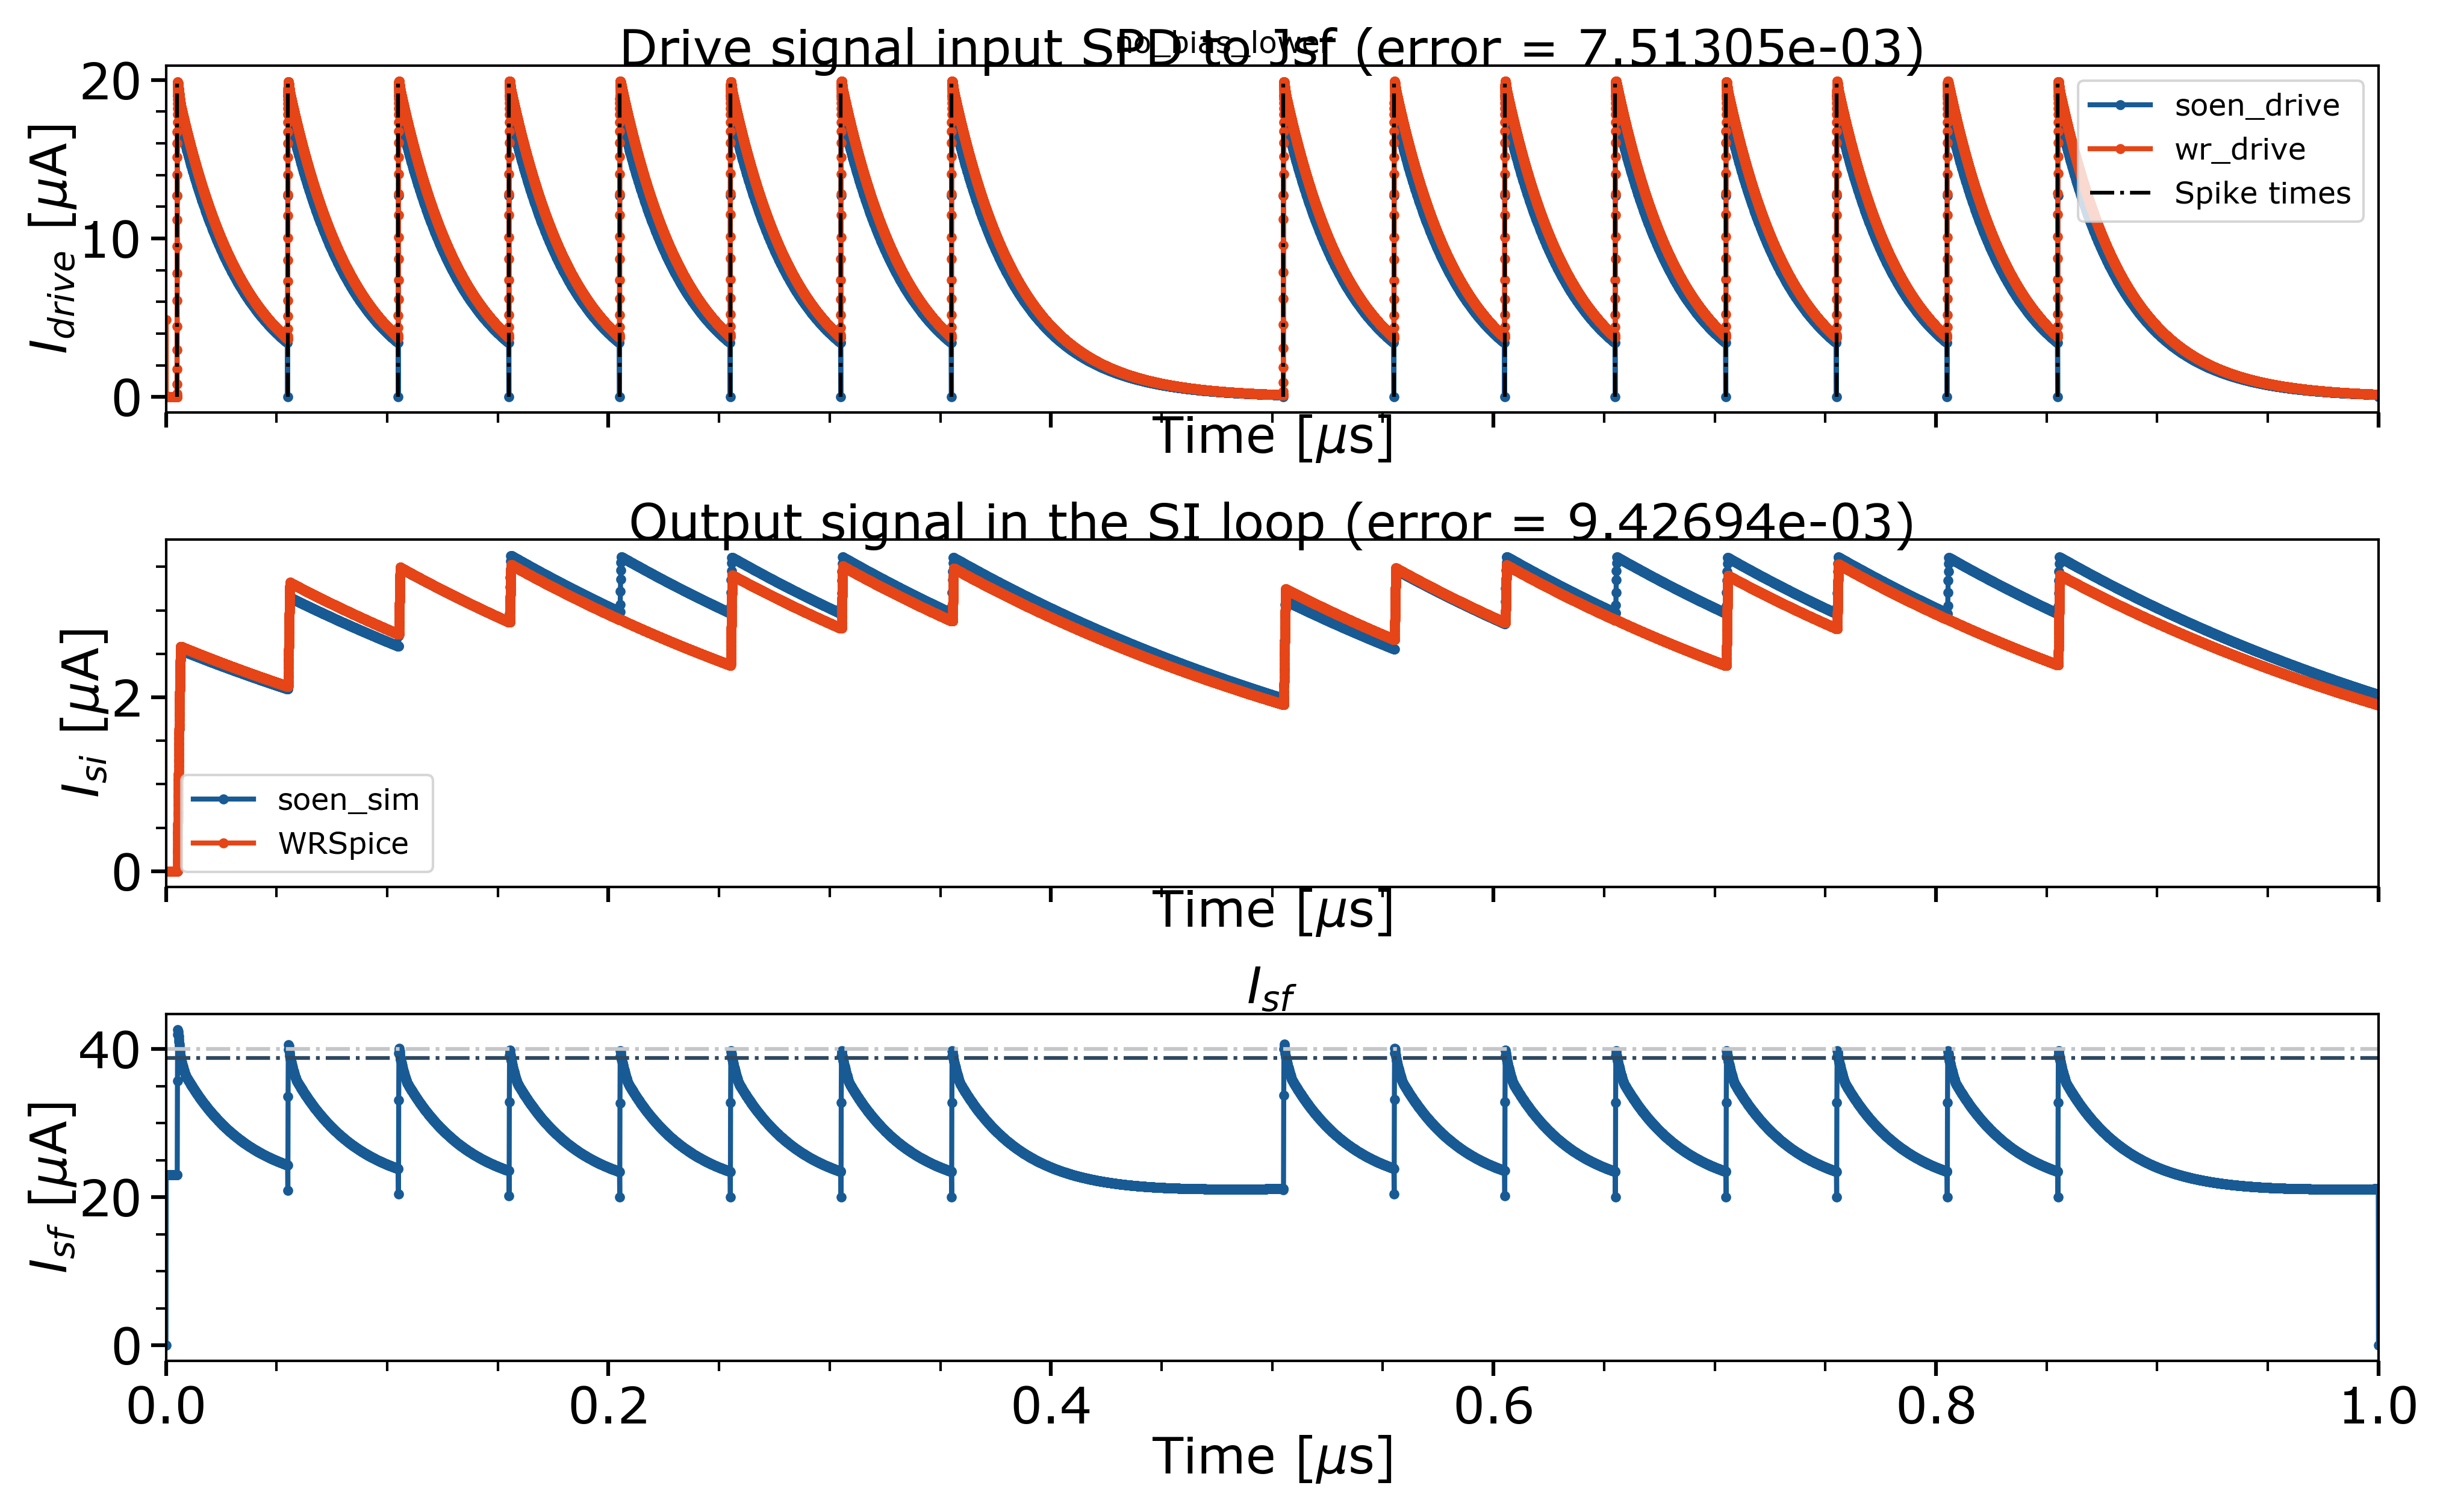 no_bias_lower
Drive signal input SPD to Jsf (error = 7.51305e-03)
20
10
0
I_drive [μA]
soen_drive
wr_drive
Spike times
Time [μs]
Output signal in the SI loop (error = 9.42694e-03)
2
0
I_si [μA]
soen_sim
WRSpice
Time [μs]
I_sf
40
20
0
I_sf [μA]
0.0 0.2 0.4 0.6 0.8 1.0
Time [μs]